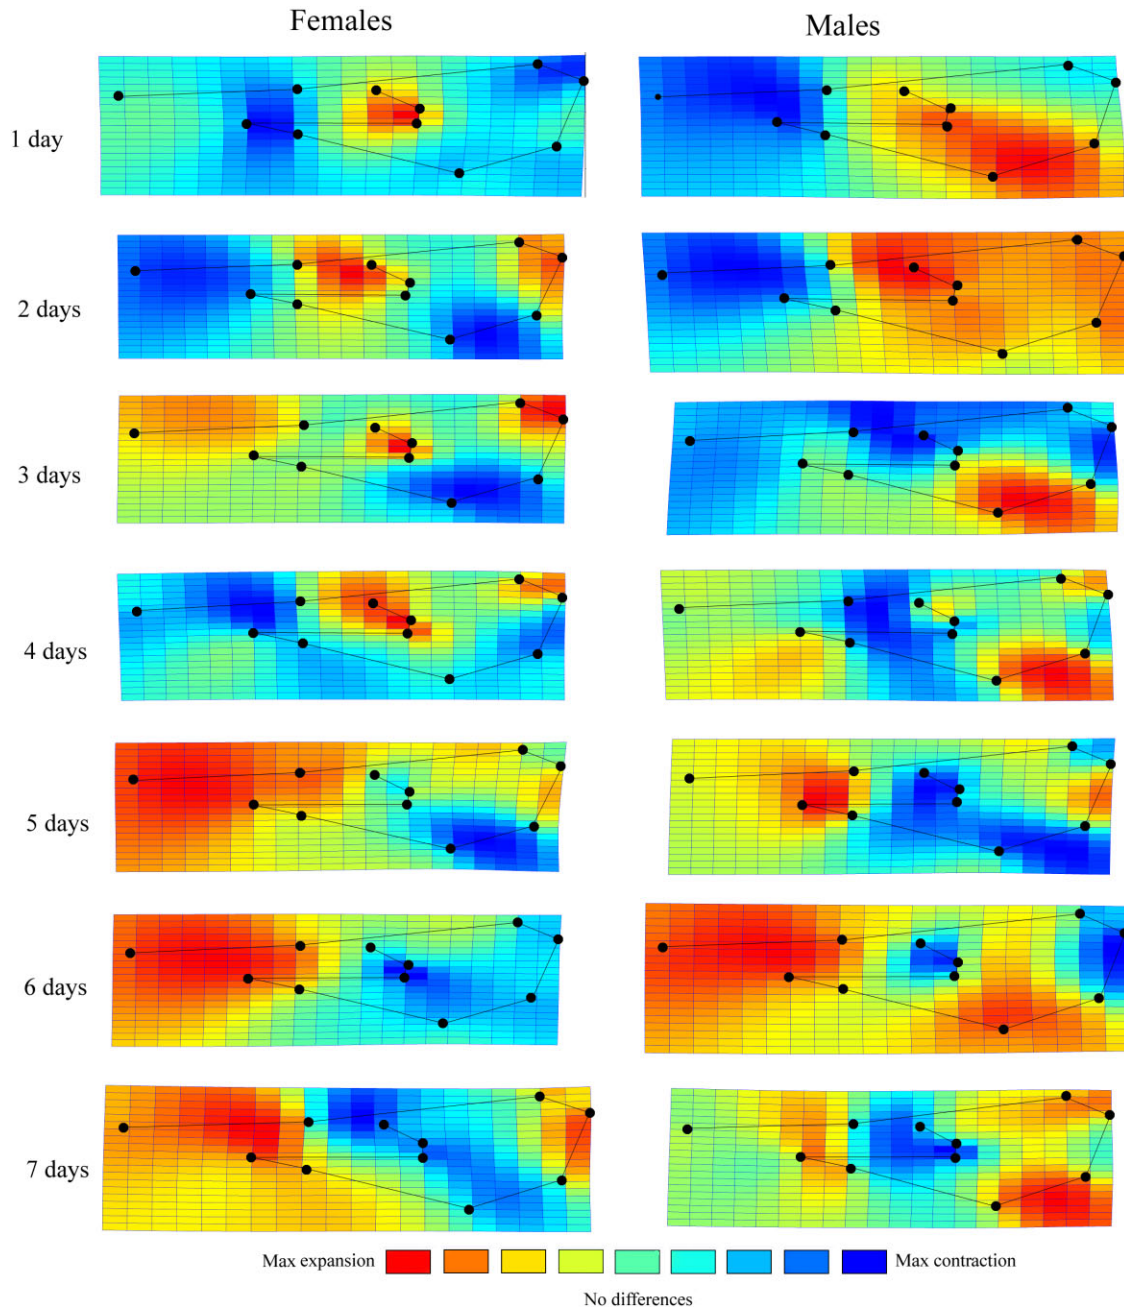 Females
Males
1 day
2 days
3 days
4 days
5 days
6 days
7 days
Max expansion
Max contraction
No differences